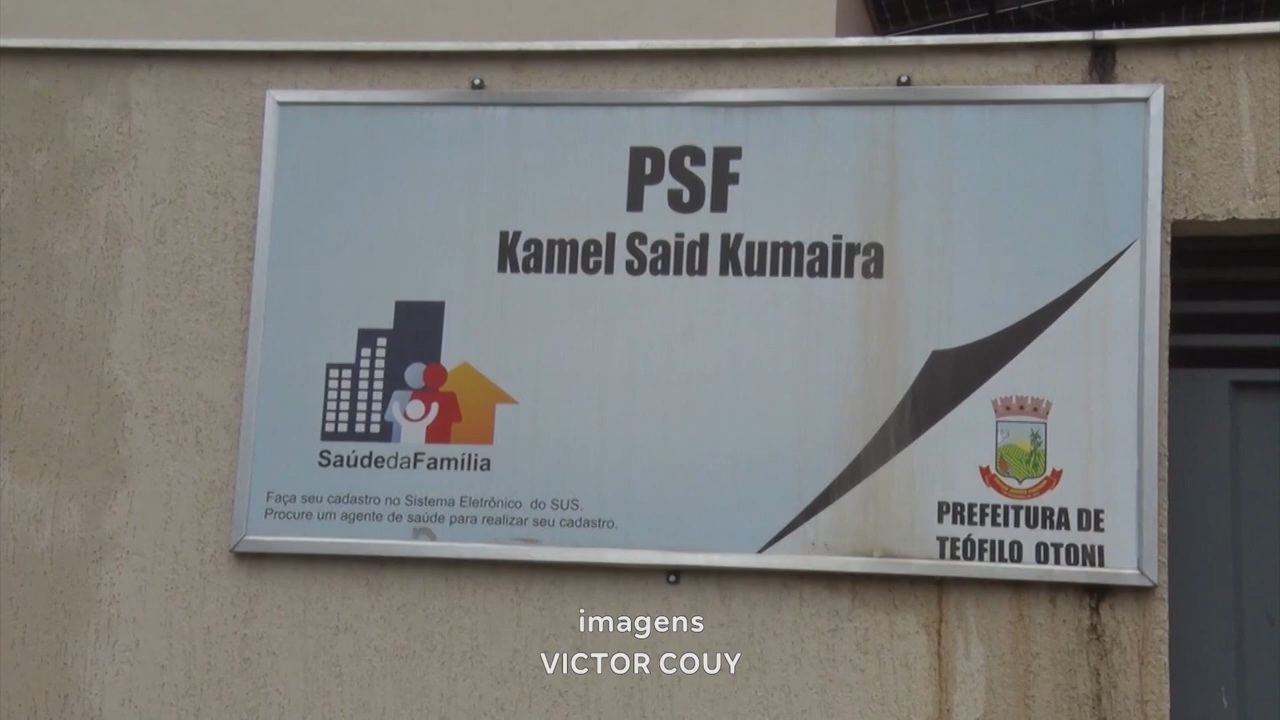 PSF
Kamel Said Kumaira
SaúdedaFamília
Faça seu cadastro no Sistema Eletrônico do SUS.
Procure um agente de saúde para realizar seu cadastro.
PREFEITURA DE
TEÓFILO OTONI
imagens
VICTOR COUY